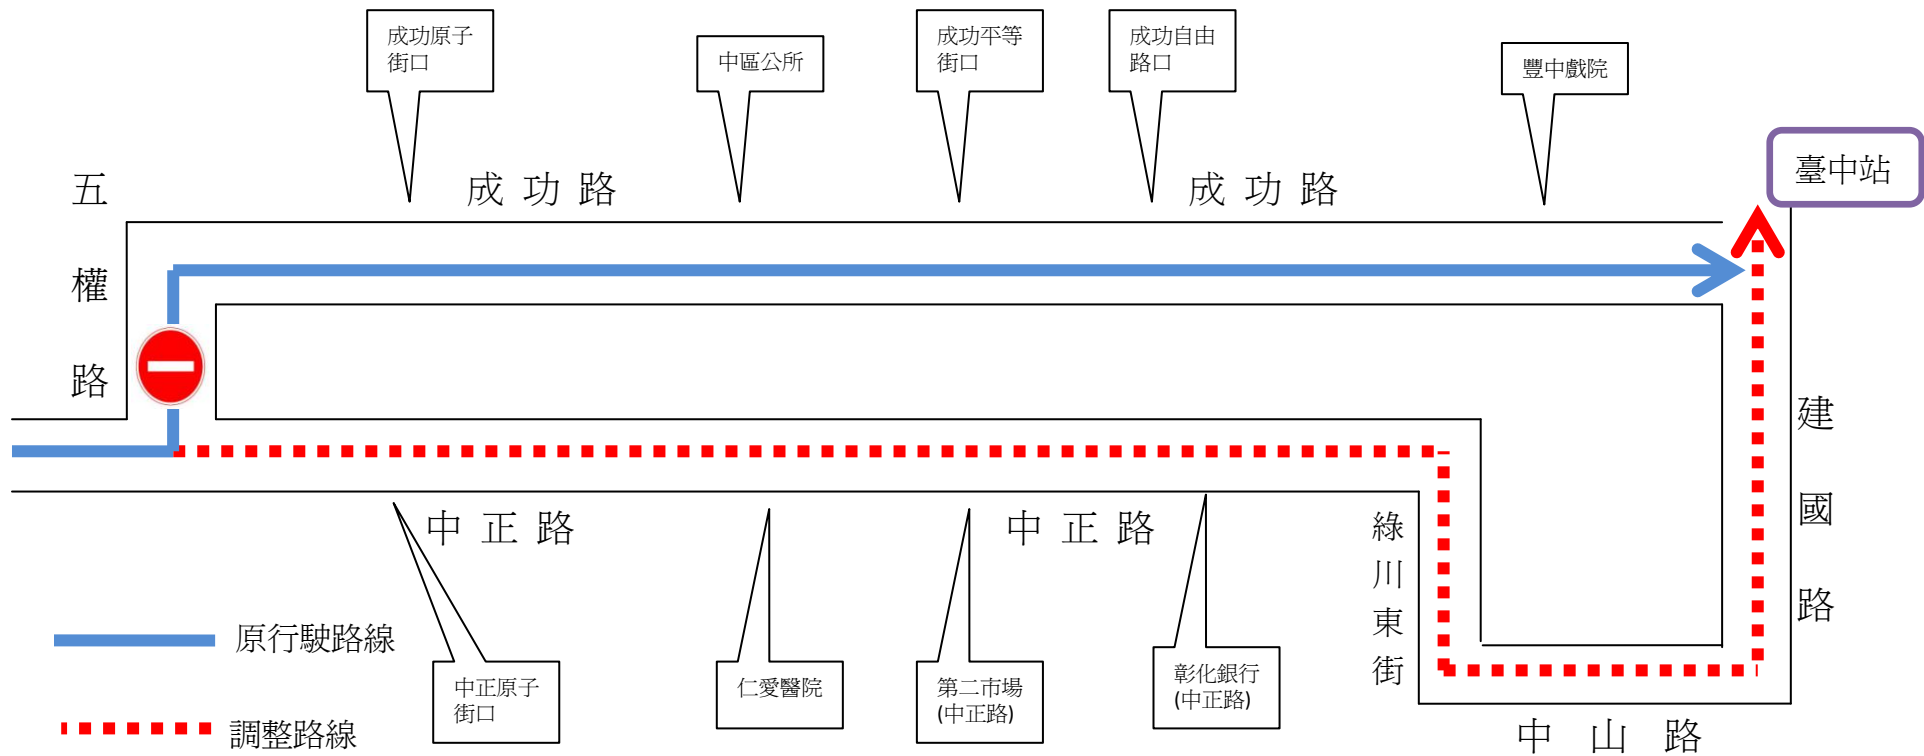 成功原子
街口
中區公所
成功平等
街口
成功自由
路口
豐中戲院
臺中站
五權路
成功路
成功路
建國路
中正路
中正路
綠川東街
原行駛路線
調整路線
中正原子
街口
仁愛醫院
第二市場
(中正路)
彰化銀行
(中正路)
中山路